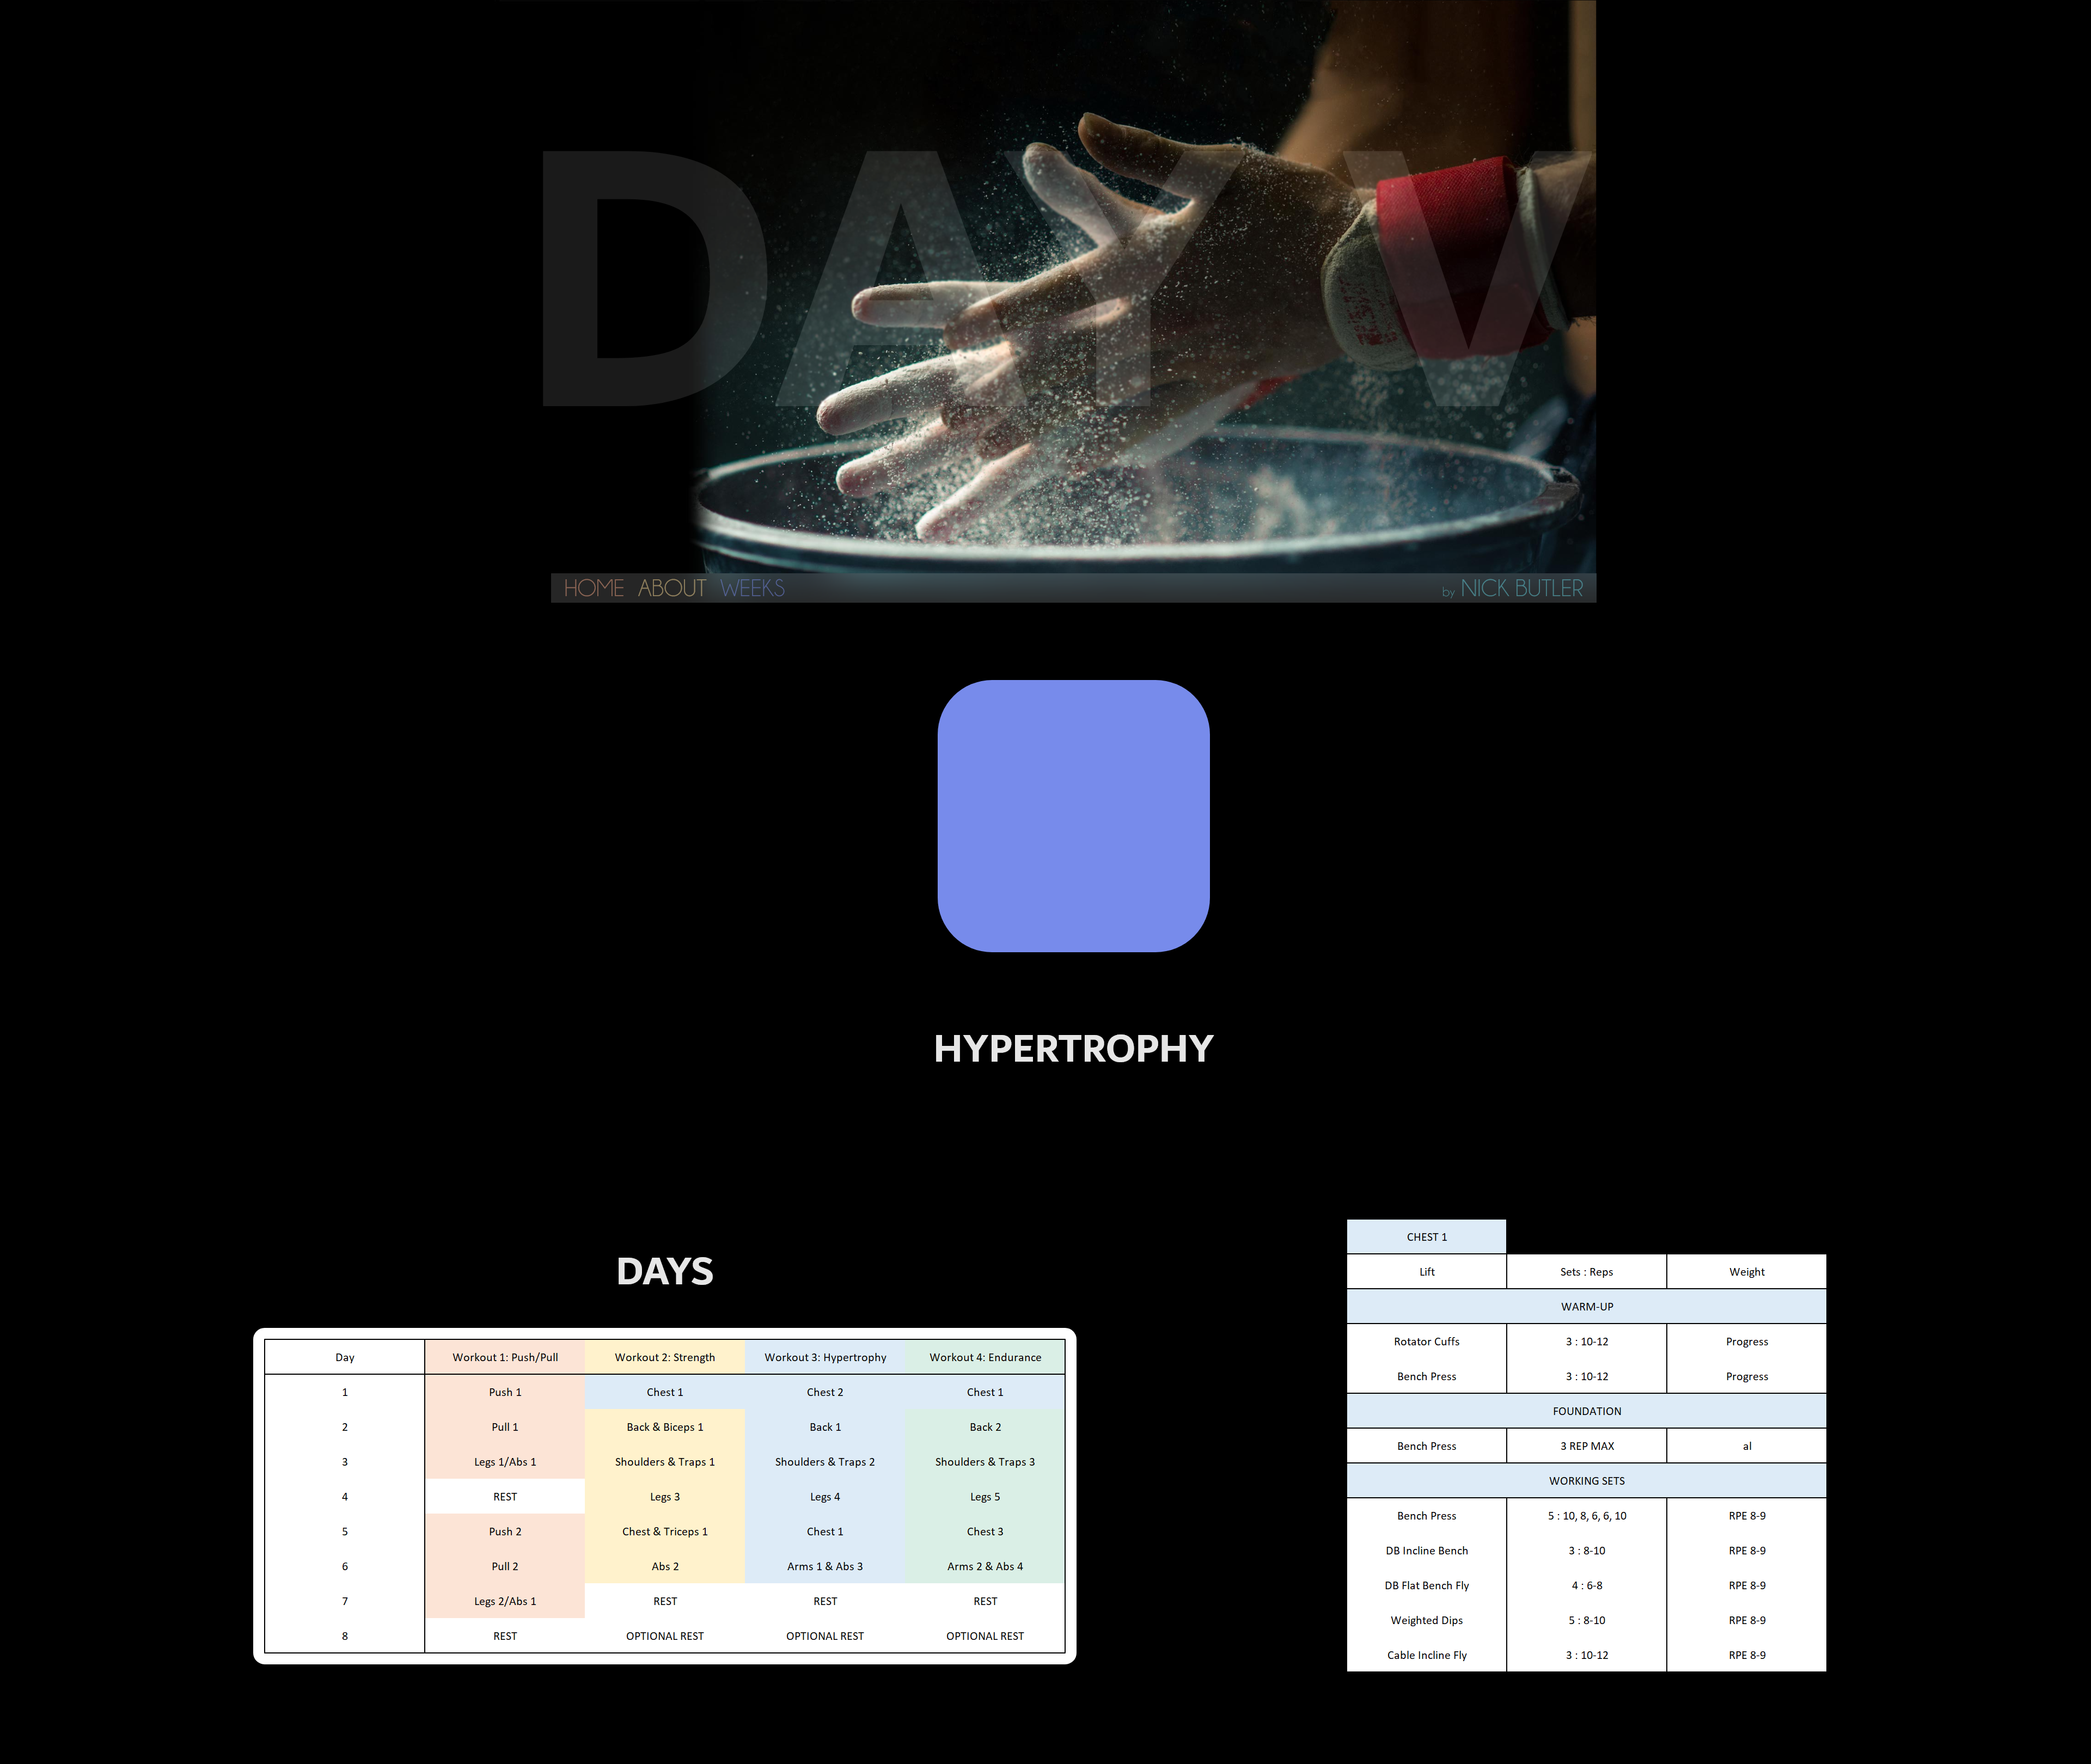 DAY V
HOME ABOUT WEEKS by NICK BUTLER
HYPERTROPHY
DAYS
Day Workout 1: Push/Pull Workout 2: Strength Workout 3: Hypertrophy Workout 4: Endurance
1 Push 1 Chest 1 Chest 2 Chest 1
2 Pull 1 Back & Biceps 1 Back 1 Back 2
3 Legs 1/Abs 1 Shoulders & Traps 1 Shoulders & Traps 2 Shoulders & Traps 3
4 REST Legs 3 Legs 4 Legs 5
5 Push 2 Chest & Triceps 1 Chest 1 Chest 3
6 Pull 2 Abs 2 Arms 1 & Abs 3 Arms 2 & Abs 4
7 Legs 2/Abs 1 REST REST REST
8 REST OPTIONAL REST OPTIONAL REST OPTIONAL REST
CHEST 1
Lift Sets : Reps Weight
WARM-UP
Rotator Cuffs 3 : 10-12 Progress
Bench Press 3 : 10-12 Progress
FOUNDATION
Bench Press 3 REP MAX al
WORKING SETS
Bench Press 5 : 10, 8, 6, 6, 10 RPE 8-9
DB Incline Bench 3 : 8-10 RPE 8-9
DB Flat Bench Fly 4 : 6-8 RPE 8-9
Weighted Dips 5 : 8-10 RPE 8-9
Cable Incline Fly 3 : 10-12 RPE 8-9